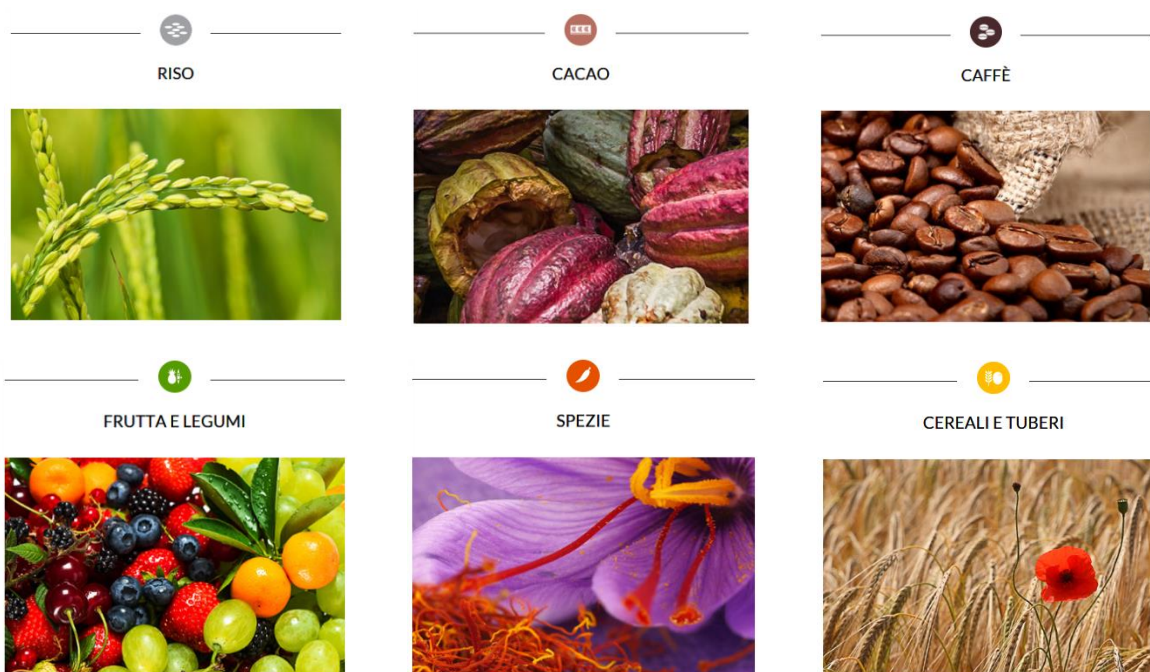 RISO
CACAO
CAFFÈ
FRUTTA E LEGUMI
SPEZIE
CEREALI E TUBERI